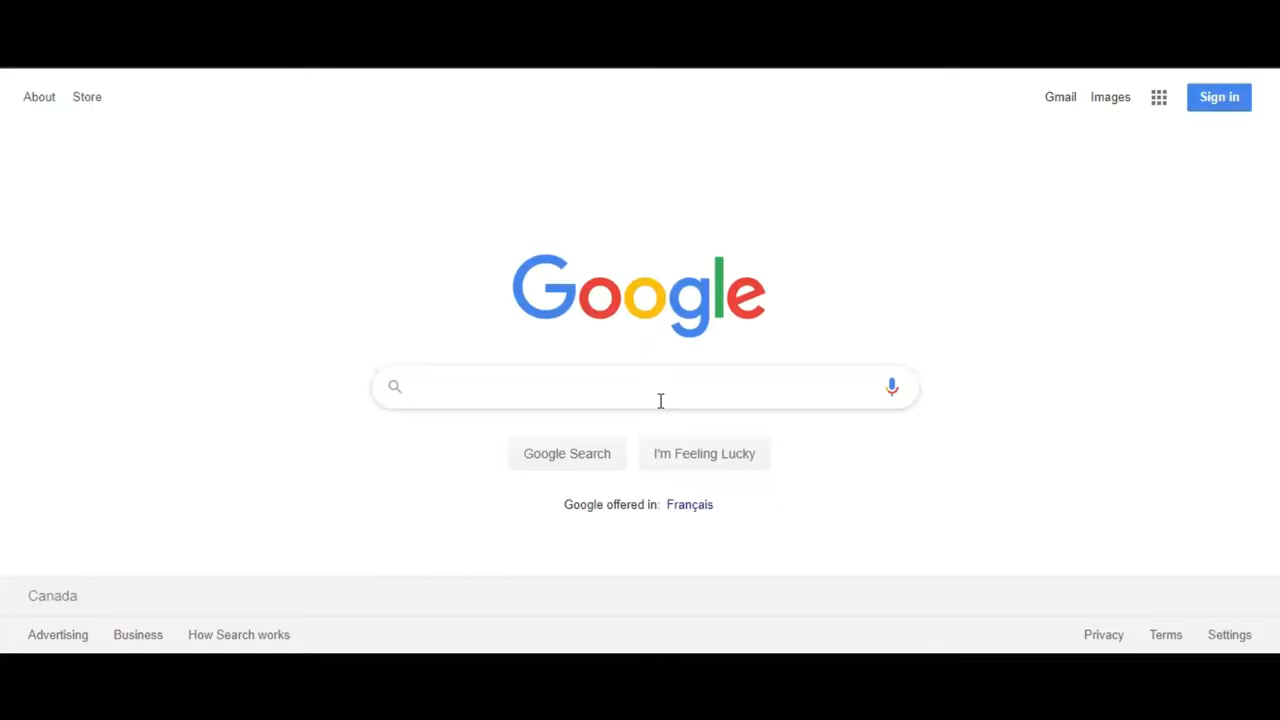 About Store
Gmail Images Sign in
Google
Google Search I'm Feeling Lucky
Google offered in: Français
Canada
Advertising Business How Search works
Privacy Terms Settings